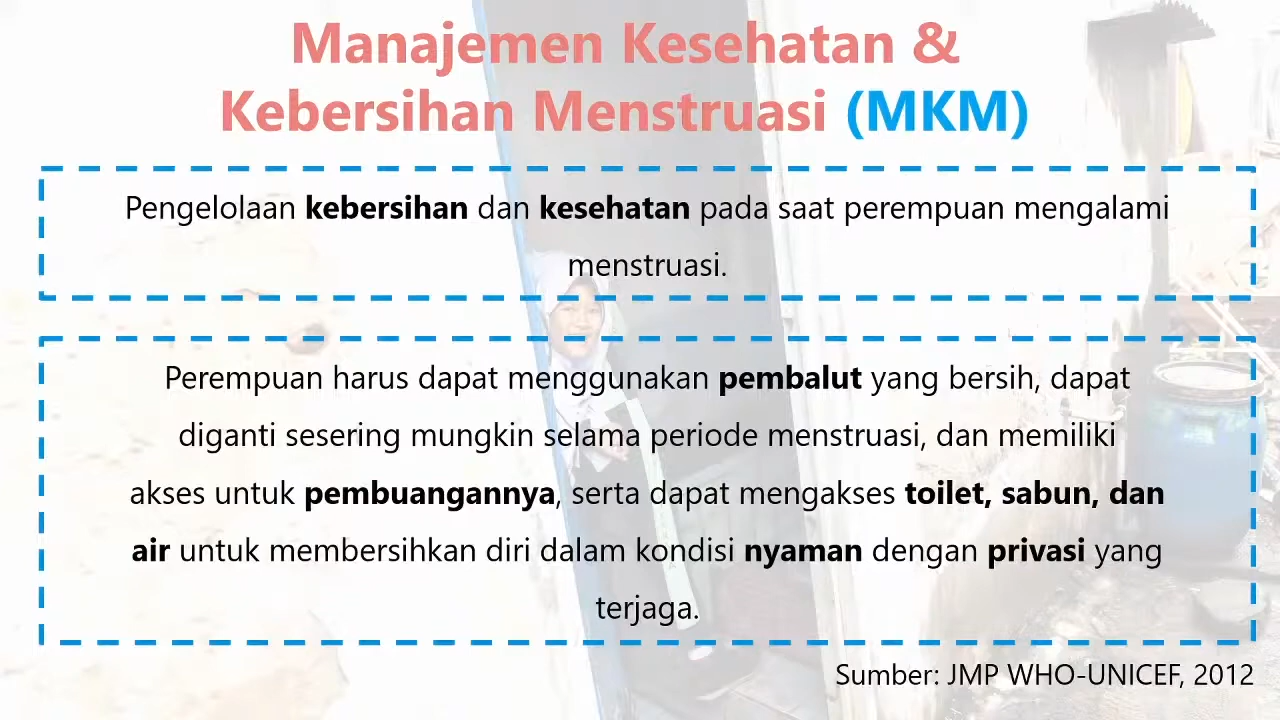 Manajemen Kesehatan &
Kebersihan Menstruasi (MKM)
Pengelolaan kebersihan dan kesehatan pada saat perempuan mengalami
menstruasi.
Perempuan harus dapat menggunakan pembalut yang bersih, dapat
diganti sesering mungkin selama periode menstruasi, dan memiliki
akses untuk pembuangannya, serta dapat mengakses toilet, sabun, dan
air untuk membersihkan diri dalam kondisi nyaman dengan privasi yang
terjaga.
Sumber: JMP WHO-UNICEF, 2012